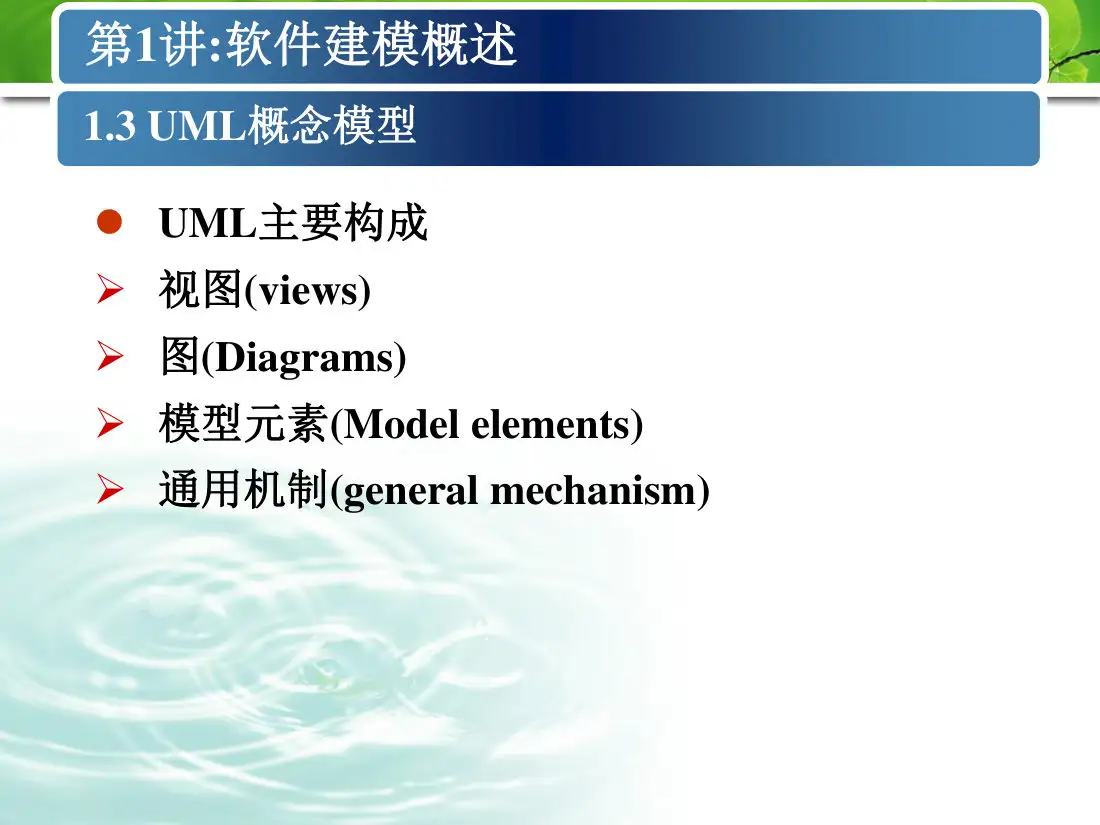 第1讲:软件建模概述
1.3 UML概念模型
UML主要构成
视图(views)
图(Diagrams)
模型元素(Model elements)
通用机制(general mechanism)